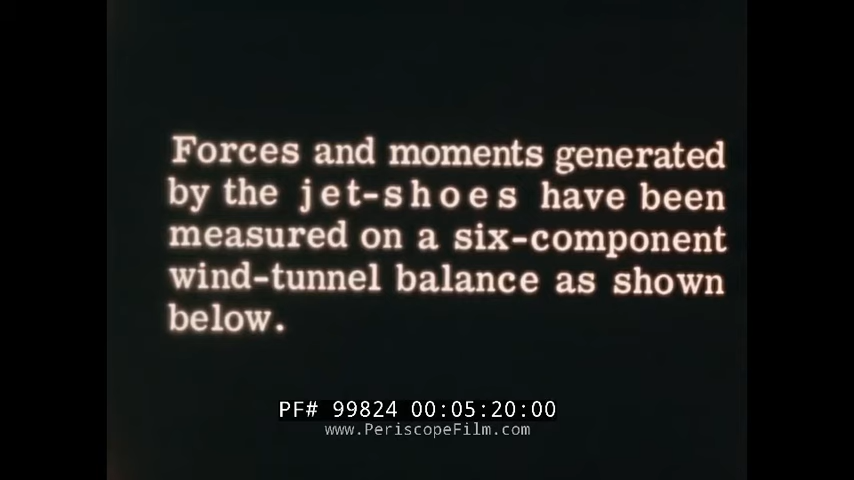 Forces and moments generated
by the jet-shoes have been
measured on a six-component
wind-tunnel balance as shown
below.
PF# 99824 00:05:20:00
www.PeriscopeFilm.com